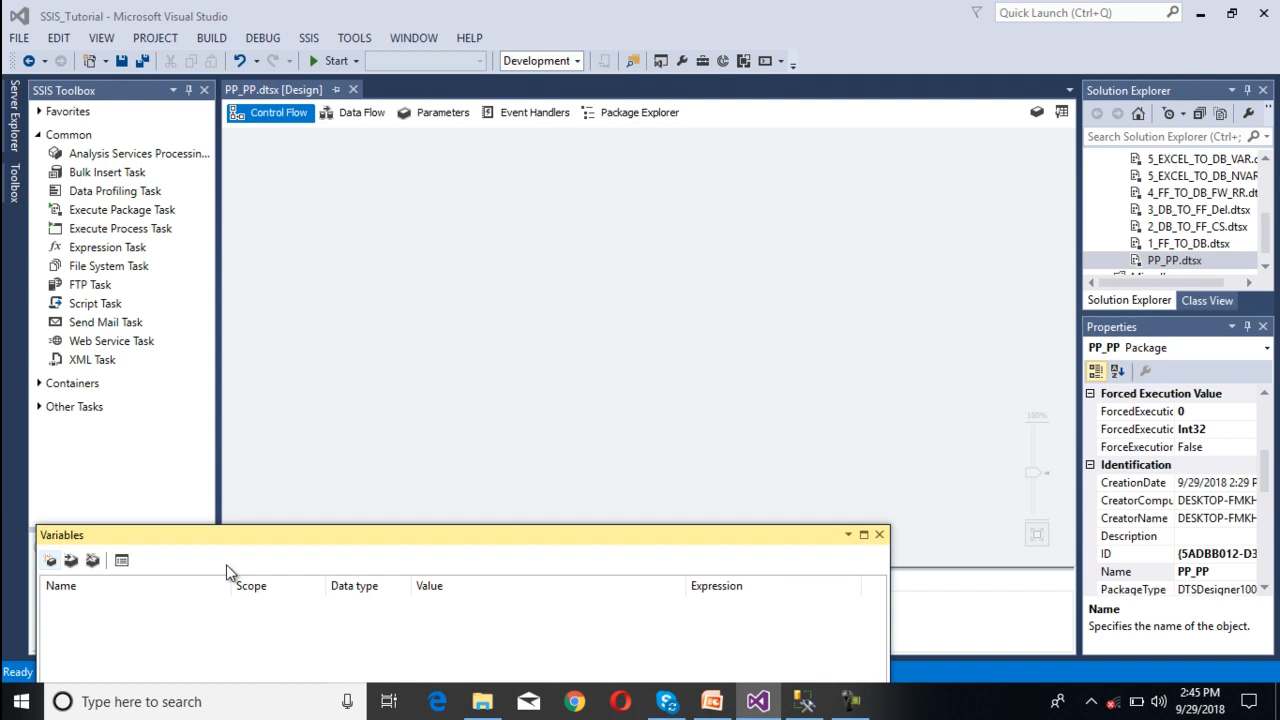 SSIS_Tutorial - Microsoft Visual Studio
Quick Launch (Ctrl+Q)
FILE EDIT VIEW PROJECT BUILD DEBUG SSIS TOOLS WINDOW HELP
Start
Development
Server Explorer
Toolbox
SSIS Toolbox
Favorites
Common
Analysis Services Processin...
Bulk Insert Task
Data Profiling Task
Execute Package Task
Execute Process Task
Expression Task
File System Task
FTP Task
Script Task
Send Mail Task
Web Service Task
XML Task
Containers
Other Tasks
PP_PP.dtsx [Design]
Control Flow Data Flow Parameters Event Handlers Package Explorer
100%
Solution Explorer
Search Solution Explorer (Ctrl+;
5_EXCEL_TO_DB_VAR.d
5_EXCEL_TO_DB_NVAR
4_FF_TO_DB_FW_RR.dt
3_DB_TO_FF_Del.dtsx
2_DB_TO_FF_CS.dtsx
1_FF_TO_DB.dtsx
PP_PP.dtsx
Solution Explorer Class View
Properties
PP_PP Package
Forced Execution Value
ForcedExecutic 0
ForcedExecutic Int32
ForceExecution False
Identification
CreationDate 9/29/2018 2:29 P
CreatorCompu DESKTOP-FMKH
CreatorName DESKTOP-FMKH
Description
ID {5ADBB012-D3
Name PP_PP
PackageType DTSDesigner100
Name
Specifies the name of the object.
Variables
Name Scope Data type Value Expression
Ready
Type here to search
2:45 PM
9/29/2018